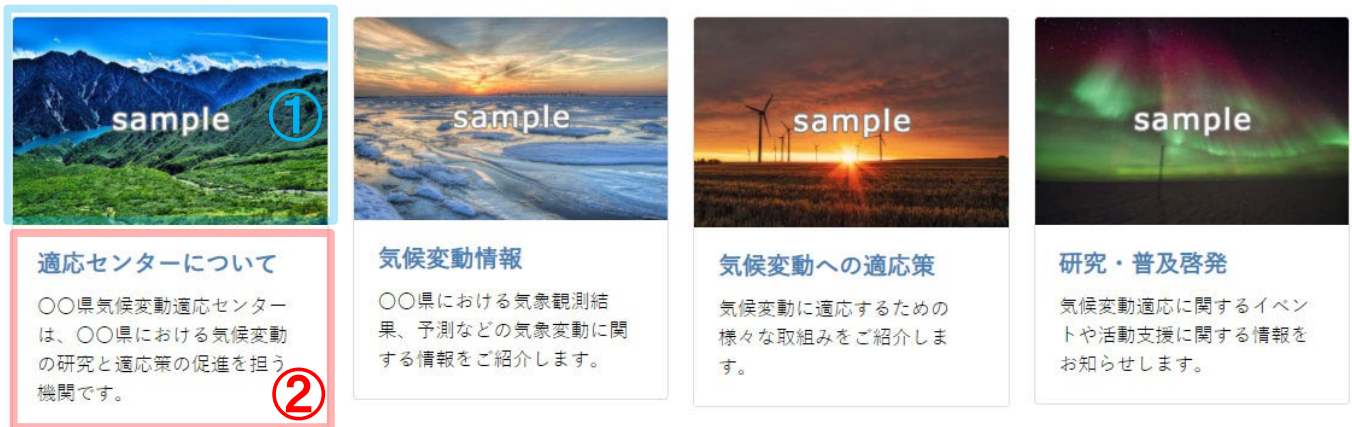 sample
①
適応センターについて
〇〇県気候変動適応センター
は、〇〇県における気候変動
の研究と適応策の促進を担う
機関です。
②
sample
気候変動情報
〇〇県における気象観測結
果、予測などの気象変動に関
する情報をご紹介します。
sample
気候変動への適応策
気候変動に適応するための
様々な取組みをご紹介しま
す。
sample
研究・普及啓発
気候変動適応に関するイベン
トや活動支援に関する情報を
お知らせします。